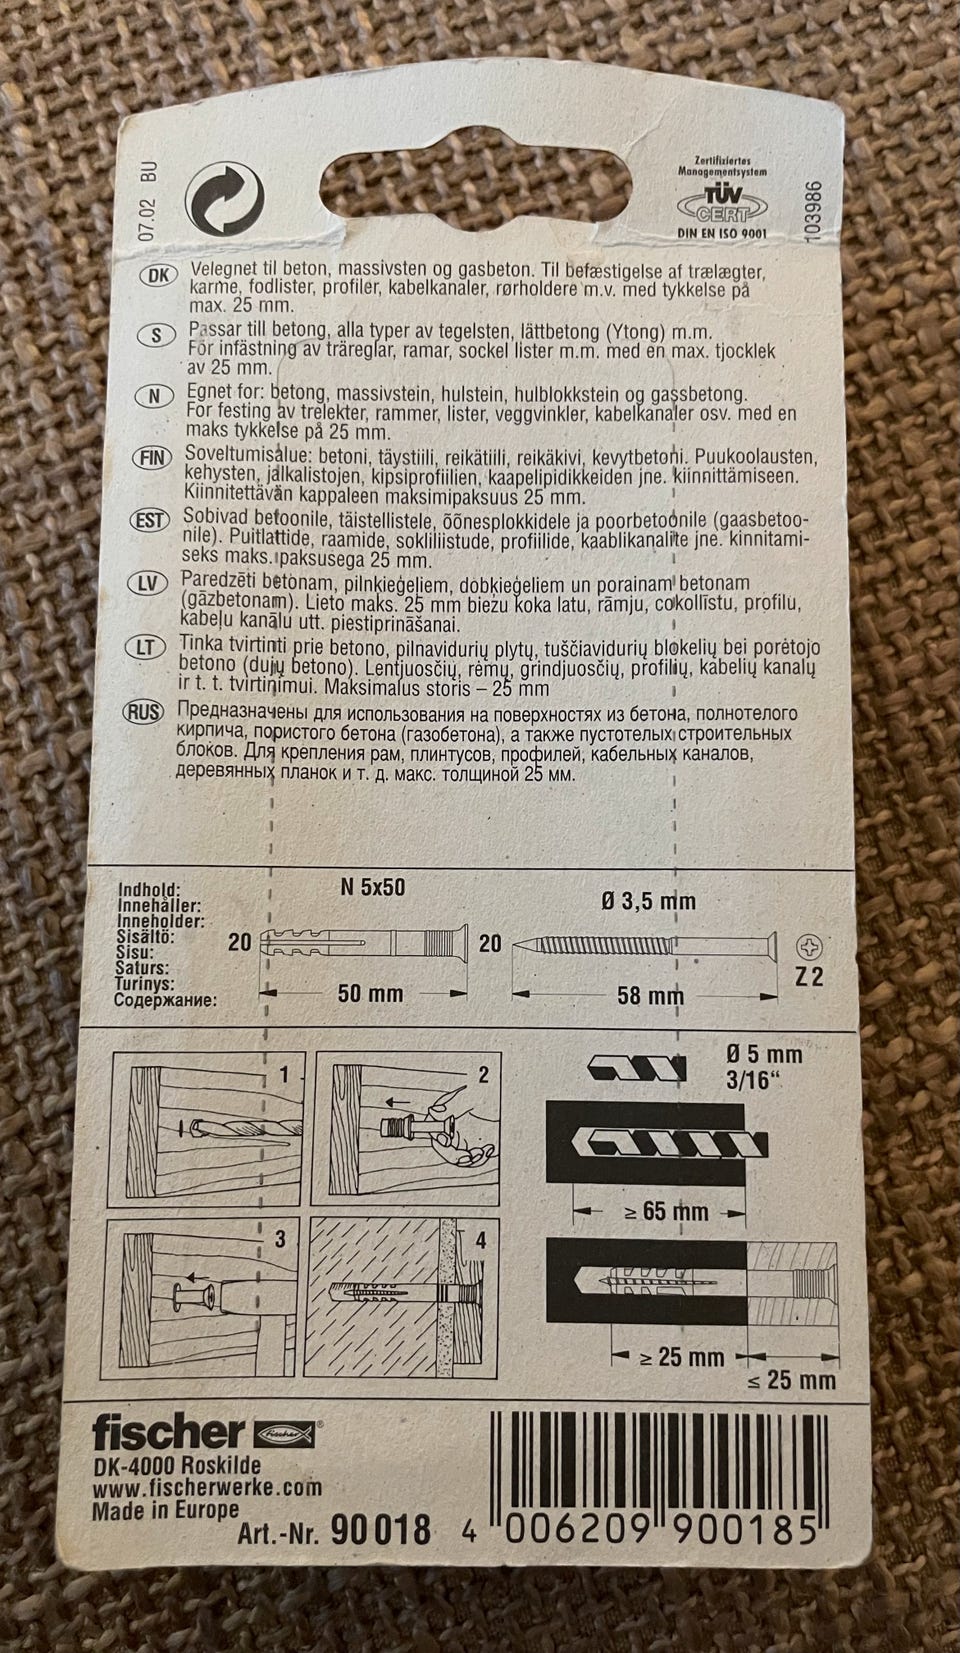 07.02 BU
Zertifiziertes
Managementsystem
TÜV
CERT
DIN EN ISO 9001
103986
DK Velegnet til beton, massivsten og gasbeton. Til befæstigelse af trælægter,
karme, fodlister, profiler, kabelkanaler, rørholdere m.v. med tykkelse på
max. 25 mm.
S Passar till betong, alla typer av tegelsten, lättbetong (Ytong) m.m.
För infästning av träreglar, ramar, sockel lister m.m. med en max. tjocklek
av 25 mm.
N Egnet for: betong, massivstein, hulstein, hulblokkstein og gassbetong.
For festing av trelekter, rammer, lister, veggvinkler, kabelkanaler osv. med en
maks tykkelse på 25 mm.
FIN Soveltumisalue: betoni, täystiili, reikätiili, reikäkivi, kevytbetoni. Puukoolausten,
kehysten, jalkalistojen, kipsiprofiilien, kaapelipidikkeiden jne. kiinnittämiseen.
Kiinnitettävän kappaleen maksimipaksuus 25 mm.
EST Sobivad betoonile, täistellistele, õõnesplokkidele ja poorbetoonile (gaasbetoo-
nile). Puitlattide, raamide, sokliliistude, profiilide, kaablikanalite jne. kinnitami-
seks maks. paksusega 25 mm.
LV Paredzēti betonam, pilnķieģeliem, dobķieģeliem un porainam betonam
(gāzbetonam). Lieto maks. 25 mm biezu koka latu, rāmju, cokollīstu, profilu,
kabeļu kanālu utt. piestiprināšanai.
LT Tinka tvirtinti prie betono, pilnavidurių plytų, tuščiavidurių blokelių bei porėtojo
betono (dujų betono). Lentjuosčių, rėmų, grindjuosčių, profilių, kabelių kanalų
ir t. t. tvirtinimui. Maksimalus storis – 25 mm
RUS Предназначены для использования на поверхностях из бетона, полнотелого
кирпича, пористого бетона (газобетона), а также пустотелых строительных
блоков. Для крепления рам, плинтусов, профилей, кабельных каналов,
деревянных планок и т. д. макс. толщиной 25 мм.
Indhold:
Innehåller:
Inneholder:
Sisältö:
Sisu:
Saturs:
Turinys:
Содержание:
N 5x50
20
50 mm
Ø 3,5 mm
20
58 mm
Z 2
1
2
3
4
Ø 5 mm
3/16“
≥ 65 mm
≥ 25 mm
≤ 25 mm
fischer fischer ®
DK-4000 Roskilde
www.fischerwerke.com
Made in Europe
Art.-Nr. 90 018
4 006209 900185